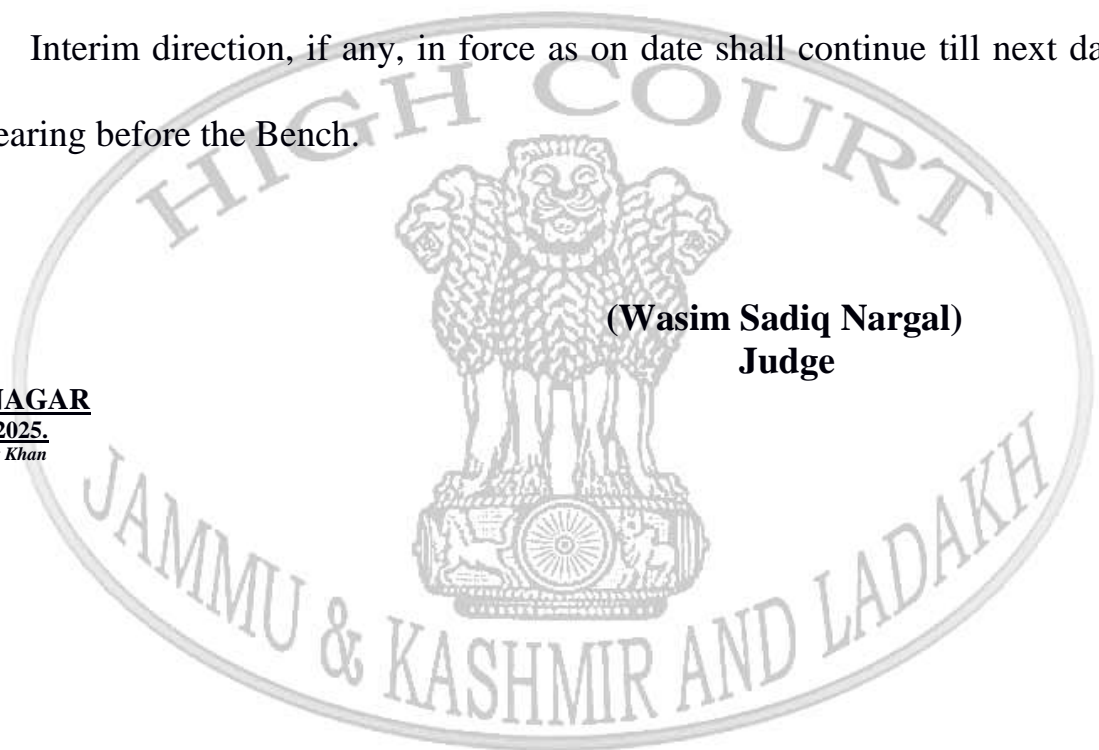 Interim direction, if any, in force as on date shall continue till next da
earing before the Bench.
HIGH COURT
(Wasim Sadiq Nargal)
Judge
NAGAR
2025.
Khan
JAMMU & KASHMIR AND LADAKH